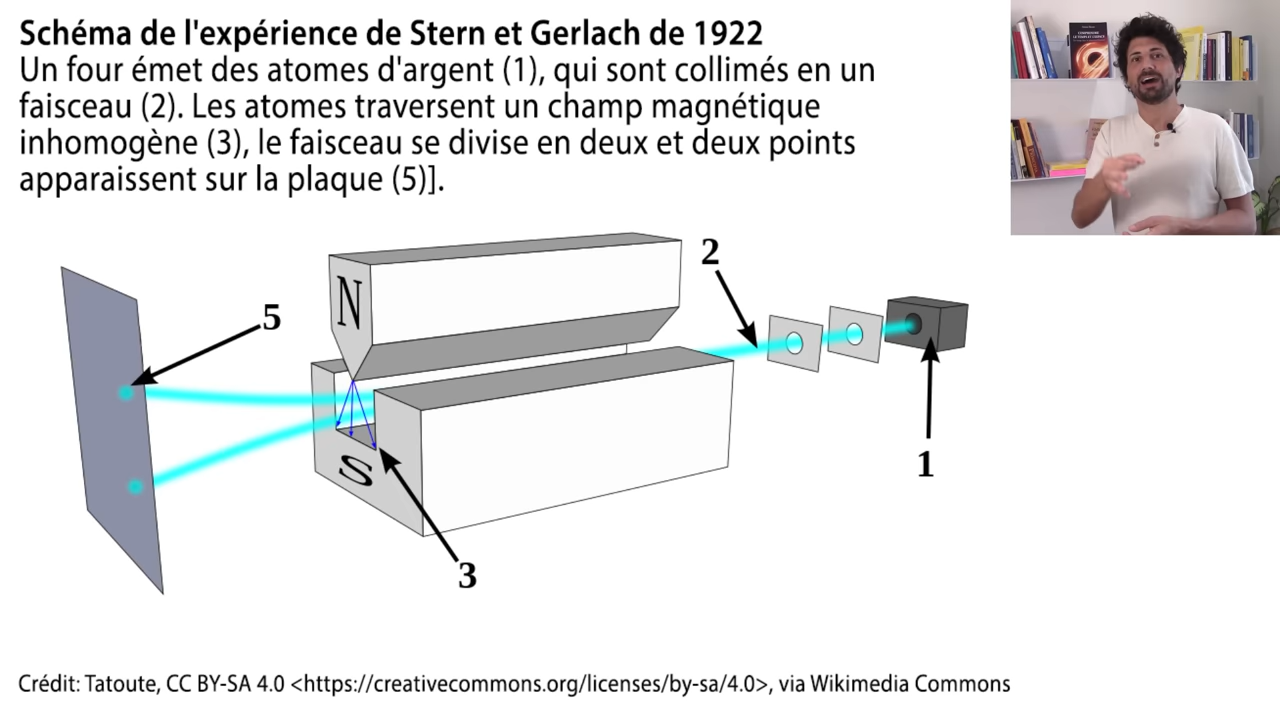 Schéma de l'expérience de Stern et Gerlach de 1922
Un four émet des atomes d'argent (1), qui sont collimés en un
faisceau (2). Les atomes traversent un champ magnétique
inhomogène (3), le faisceau se divise en deux et deux points
apparaissent sur la plaque (5)].
2
N
5
1
S
3
Crédit: Tatoute, CC BY-SA 4.0 <https://creativecommons.org/licenses/by-sa/4.0>, via Wikimedia Commons